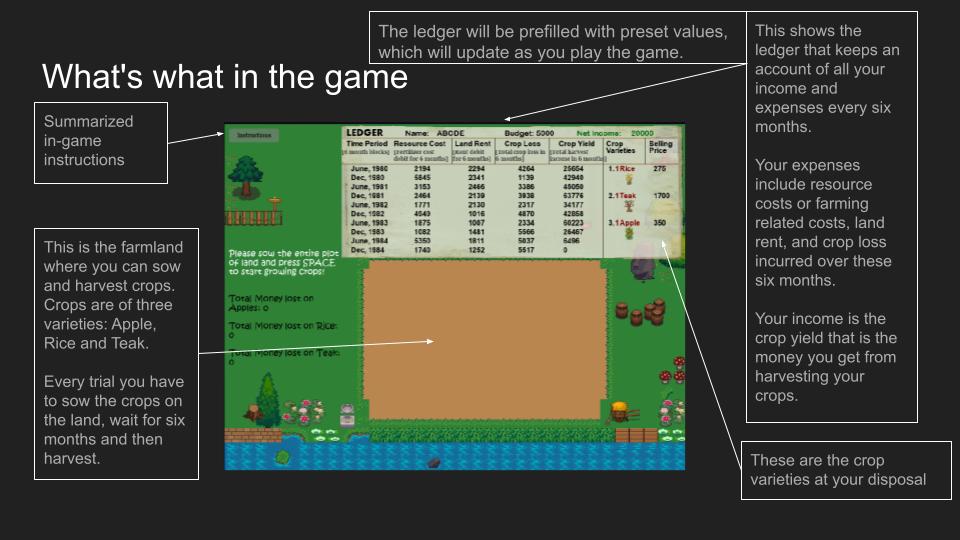 The ledger will be prefilled with preset values,
which will update as you play the game.
What's what in the game
Summarized
in-game
instructions
This is the farmland
where you can sow
and harvest crops.
Crops are of three
varieties: Apple,
Rice and Teak.
Every trial you have
to sow the crops on
the land, wait for six
months and then
harvest.
Instructions
LEDGER Name: ABCDE Budget: 5000 Net Income: 20000
Time Period Resource Cost Land Rent Crop Loss Crop Yield Crop Varieties Selling Price
[6 month blocks] [Fertilizer cost debit for 6 months] [Rent debit for 6 months] [Total crop loss in 6 months] [Total harvest income in 6 months]
June, 1980 2194 2294 4264 25654 1.1Rice 275
Dec, 1980 5845 2341 1139 42940
June, 1981 3153 2466 3386 45050
Dec, 1981 2464 2139 3938 63776 2.1Teak 1700
June, 1982 1771 2130 2317 34177
Dec, 1982 4549 1016 4870 42858
June, 1983 1875 1087 2334 60223 3.1Apple 350
Dec, 1983 1082 1481 5566 26467
June, 1984 5350 1811 5037 6496
Dec, 1984 1740 1252 5517 0
Please sow the entire plot
of land and press SPACE
to start growing crops!
Total Money lost on
Apples: 0
Total Money lost on Rice:
0
Total Money lost on Teak:
0
This shows the
ledger that keeps an
account of all your
income and
expenses every six
months.
Your expenses
include resource
costs or farming
related costs, land
rent, and crop loss
incurred over these
six months.
Your income is the
crop yield that is the
money you get from
harvesting your
crops.
These are the crop
varieties at your disposal